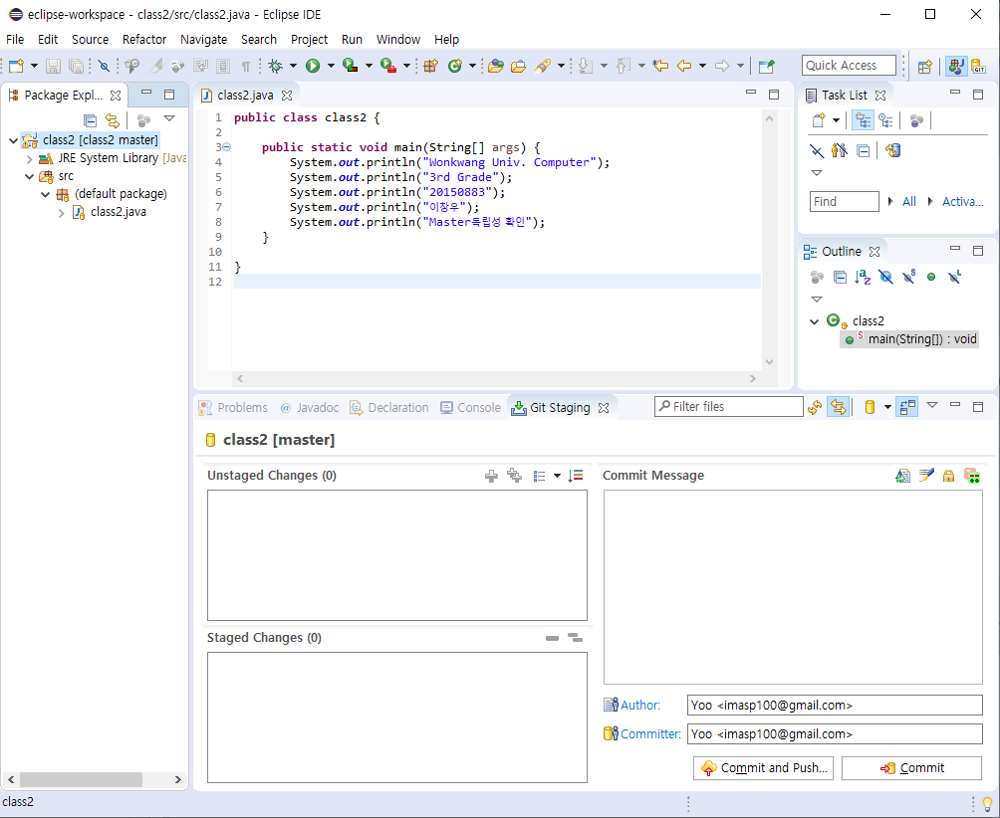 eclipse-workspace - class2/src/class2.java - Eclipse IDE
File Edit Source Refactor Navigate Search Project Run Window Help
Quick Access
Package Expl...
class2 [class2 master]
JRE System Library [Java
src
(default package)
class2.java
class2.java
1 public class class2 {
2
3 public static void main(String[] args) {
4 System.out.println("Wonkwang Univ. Computer");
5 System.out.println("3rd Grade");
6 System.out.println("20150883");
7 System.out.println("이창우");
8 System.out.println("Master독립성 확인");
9 }
10
11 }
12
Task List
Find All Activa...
Outline
class2
main(String[]) : void
Problems @ Javadoc Declaration Console Git Staging Filter files
class2 [master]
Unstaged Changes (0)
Staged Changes (0)
Commit Message
Author: Yoo <imasp100@gmail.com>
Committer: Yoo <imasp100@gmail.com>
Commit and Push... Commit
class2